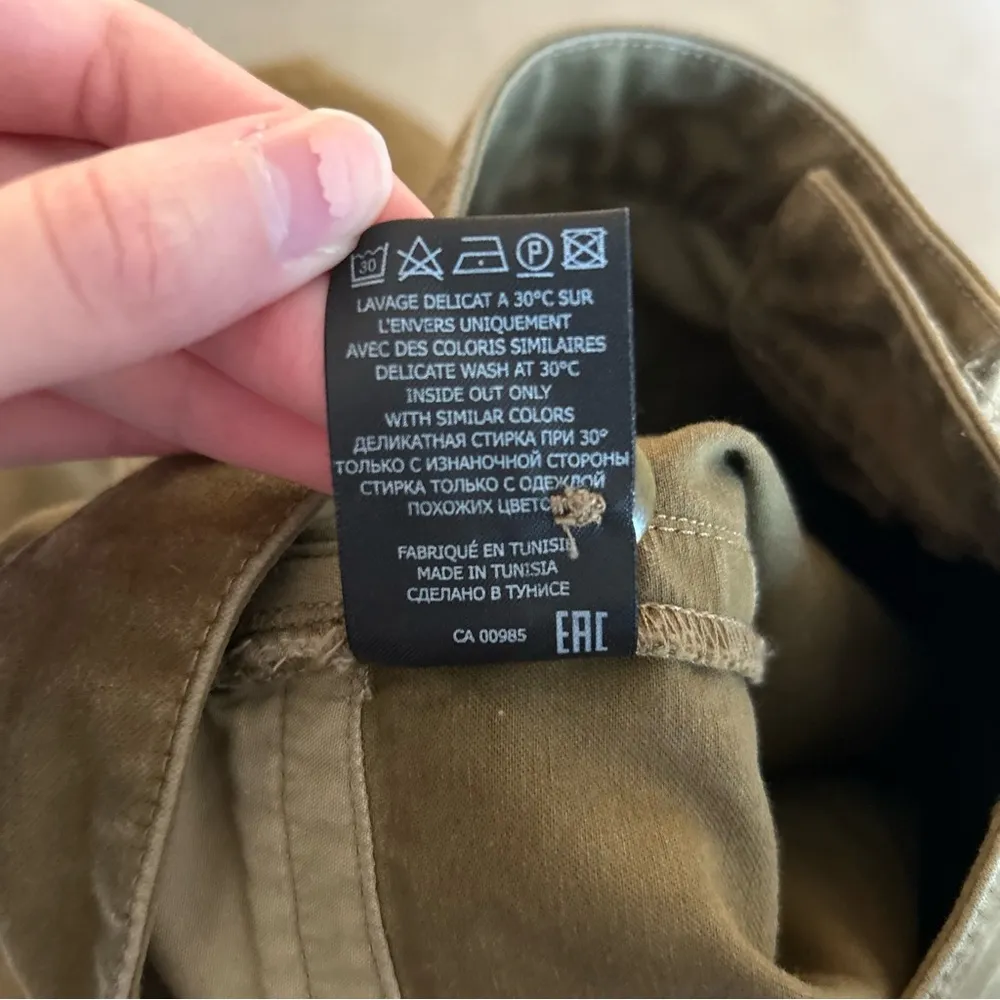 30 P
LAVAGE DELICAT A 30°C SUR
L'ENVERS UNIQUEMENT
AVEC DES COLORIS SIMILAIRES
DELICATE WASH AT 30°C
INSIDE OUT ONLY
WITH SIMILAR COLORS
ДЕЛИКАТНАЯ СТИРКА ПРИ 30°
ТОЛЬКО С ИЗНАНОЧНОЙ СТОРОНЫ
СТИРКА ТОЛЬКО С ОДЕЖДОЙ
ПОХОЖИХ
FABRIQUÉ EN TUNISIE
MADE IN TUNISIA
СДЕЛАНО В ТУНИСЕ
CA 00985 EAC